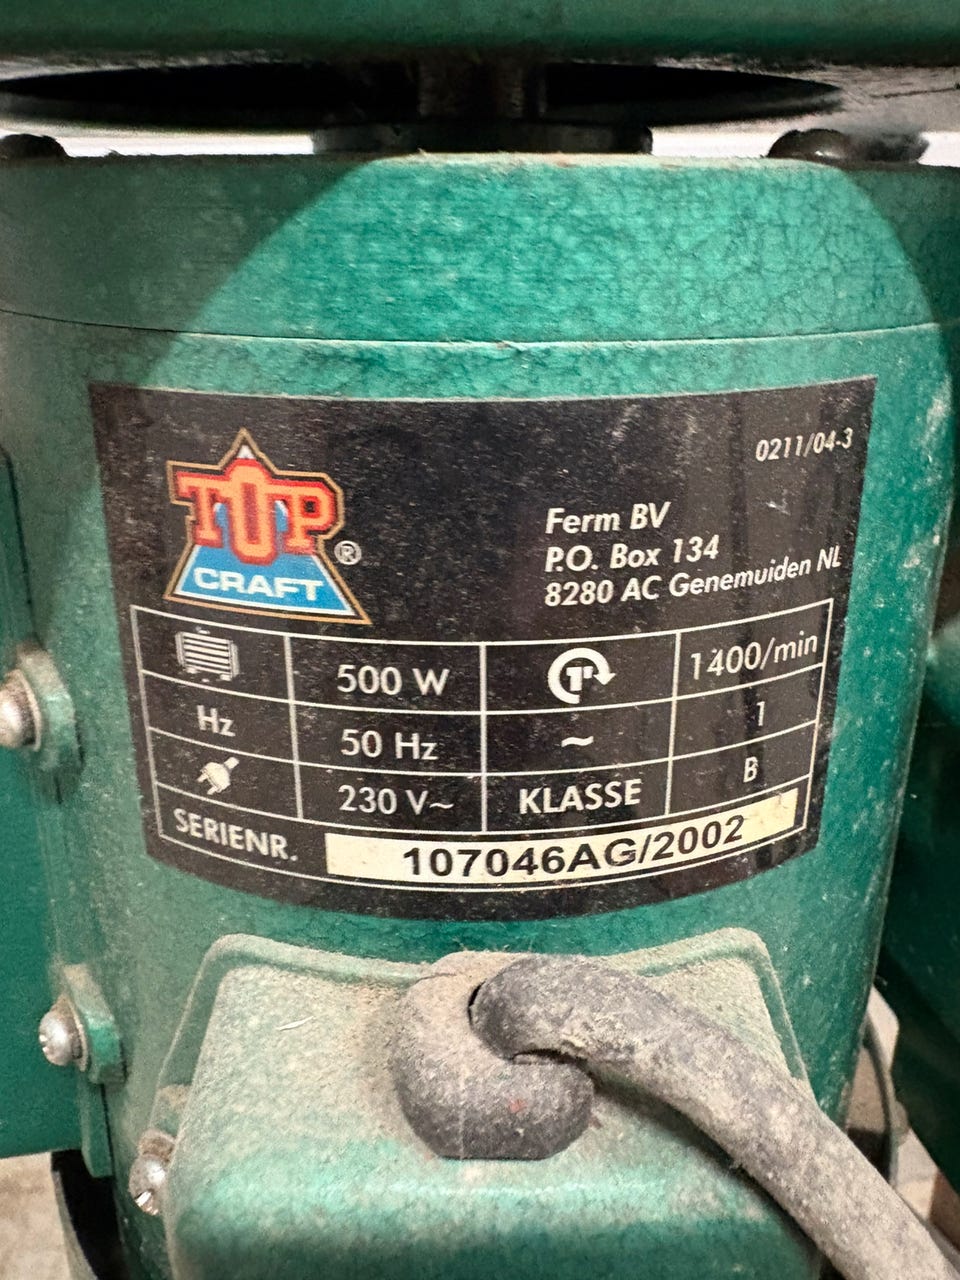 TOP
CRAFT
®
0211/04-3
Ferm BV
P.O. Box 134
8280 AC Genemuiden NL
500 W
1400/min
Hz
50 Hz
~
1
230 V~
KLASSE
B
SERIENR.
107046AG/2002